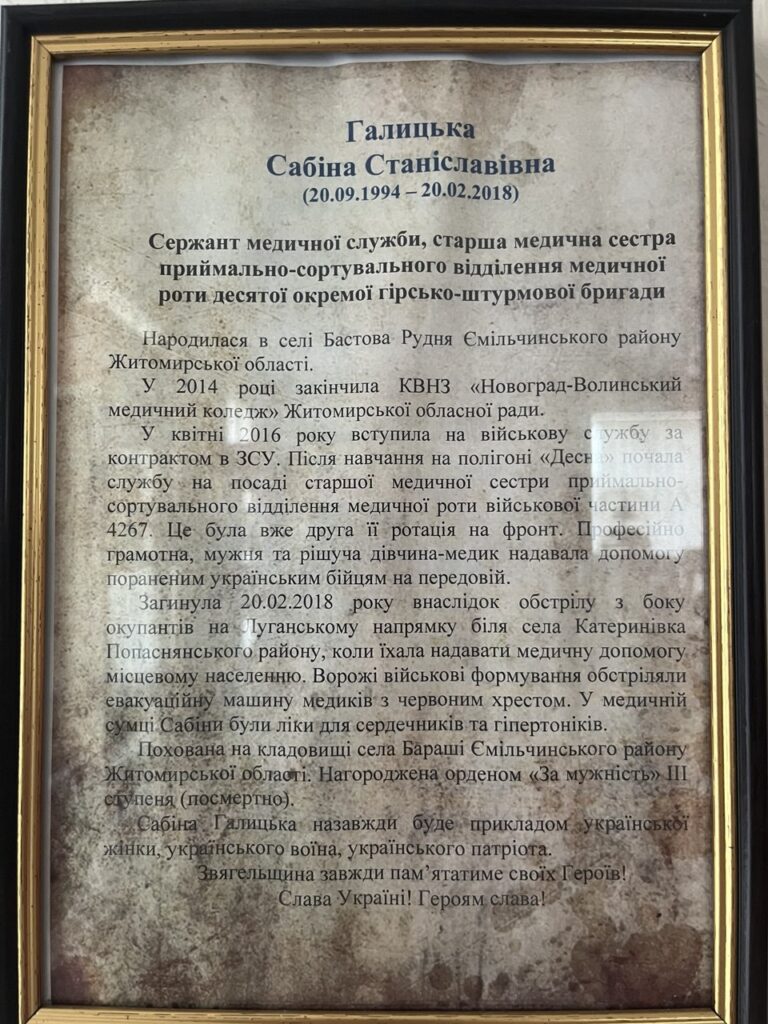 Галицька
Сабіна Станіславівна
(20.09.1994 – 20.02.2018)
Сержант медичної служби, старша медична сестра
приймально-сортувального відділення медичної
роти десятої окремої гірсько-штурмової бригади
Народилася в селі Бастова Рудня Ємільчинського району
Житомирської області.
У 2014 році закінчила КВНЗ «Новоград-Волинський
медичний коледж» Житомирської обласної ради.
У квітні 2016 року вступила на військову службу за
контрактом в ЗСУ. Після навчання на полігоні «Десна» почала
службу на посаді старшої медичної сестри приймально-
сортувального відділення медичної роти військової частини А
4267. Це була вже друга її ротація на фронт. Професійно
грамотна, мужня та рішуча дівчина-медик надавала допомогу
пораненим українським бійцям на передовій.
Загинула 20.02.2018 року внаслідок обстрілу з боку
окупантів на Луганському напрямку біля села Катеринівка
Попаснянського району, коли їхала надавати медичну допомогу
місцевому населенню. Ворожі військові формування обстріляли
евакуаційну машину медиків з червоним хрестом. У медичній
сумці Сабіни були ліки для сердечників та гіпертоніків.
Похована на кладовищі села Бараші Ємільчинського району
Житомирської області. Нагороджена орденом «За мужність» ІІІ
ступеня (посмертно).
Сабіна Галицька назавжди буде прикладом української
жінки, українського воїна, українського патріота.
Звягельщина завжди пам’ятатиме своїх Героїв!
Слава Україні! Героям слава!